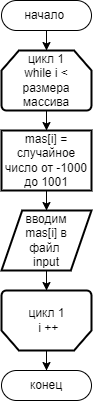 начало
цикл 1
while i <
размера
массива
mas[i] =
случайное
число от -1000
до 1001
вводим
mas[i] в
файл
input
цикл 1
i ++
конец